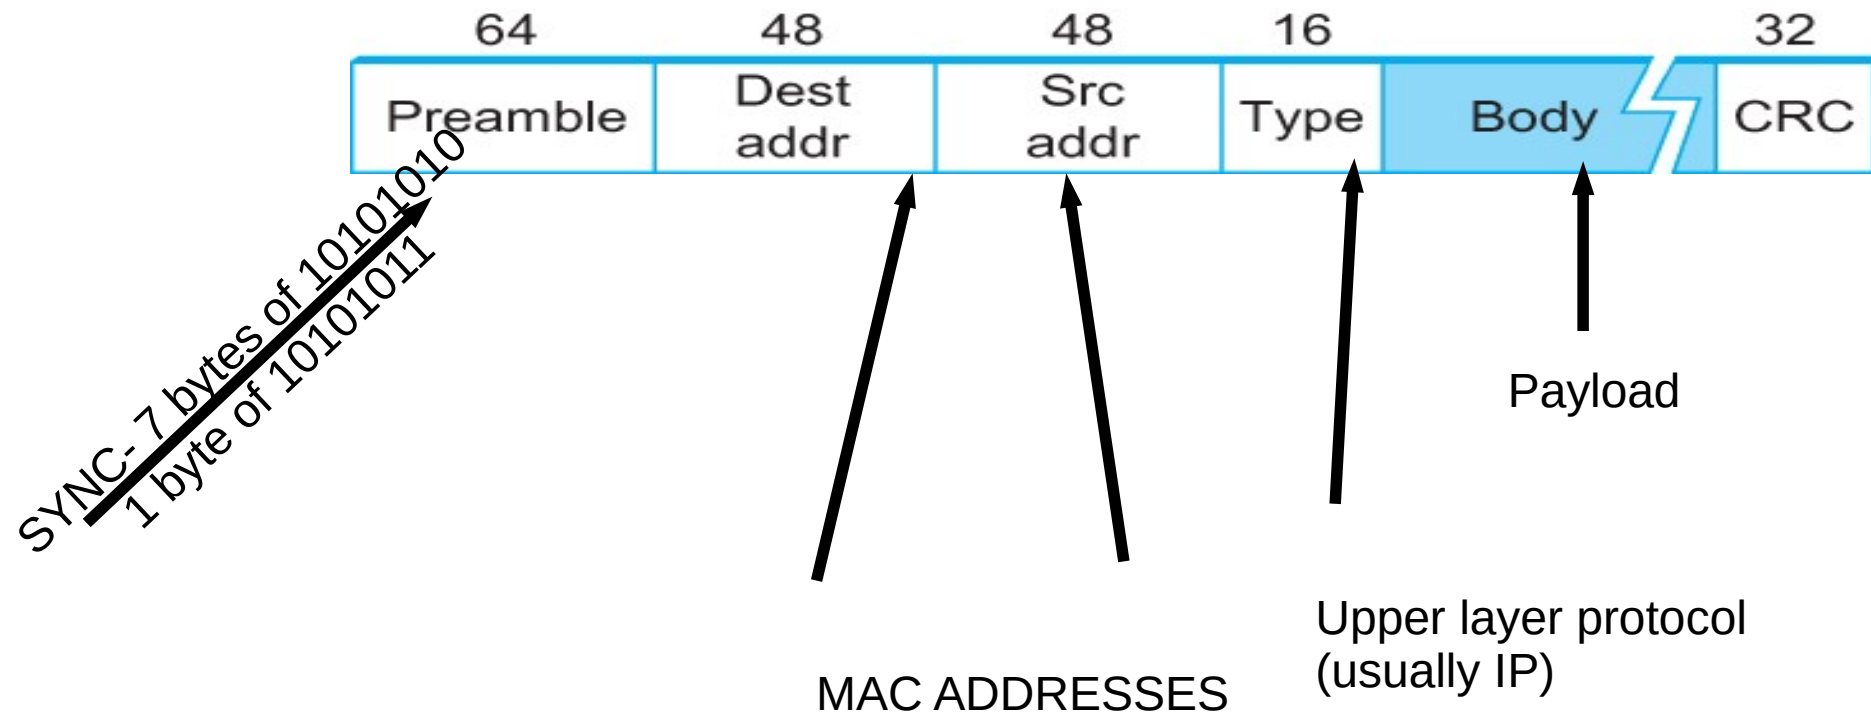 64 48 48 16 32
Preamble Dest addr Src addr Type Body CRC
SYNC- 7 bytes of 10101010
1 byte of 10101011
Payload
Upper layer protocol
(usually IP)
MAC ADDRESSES